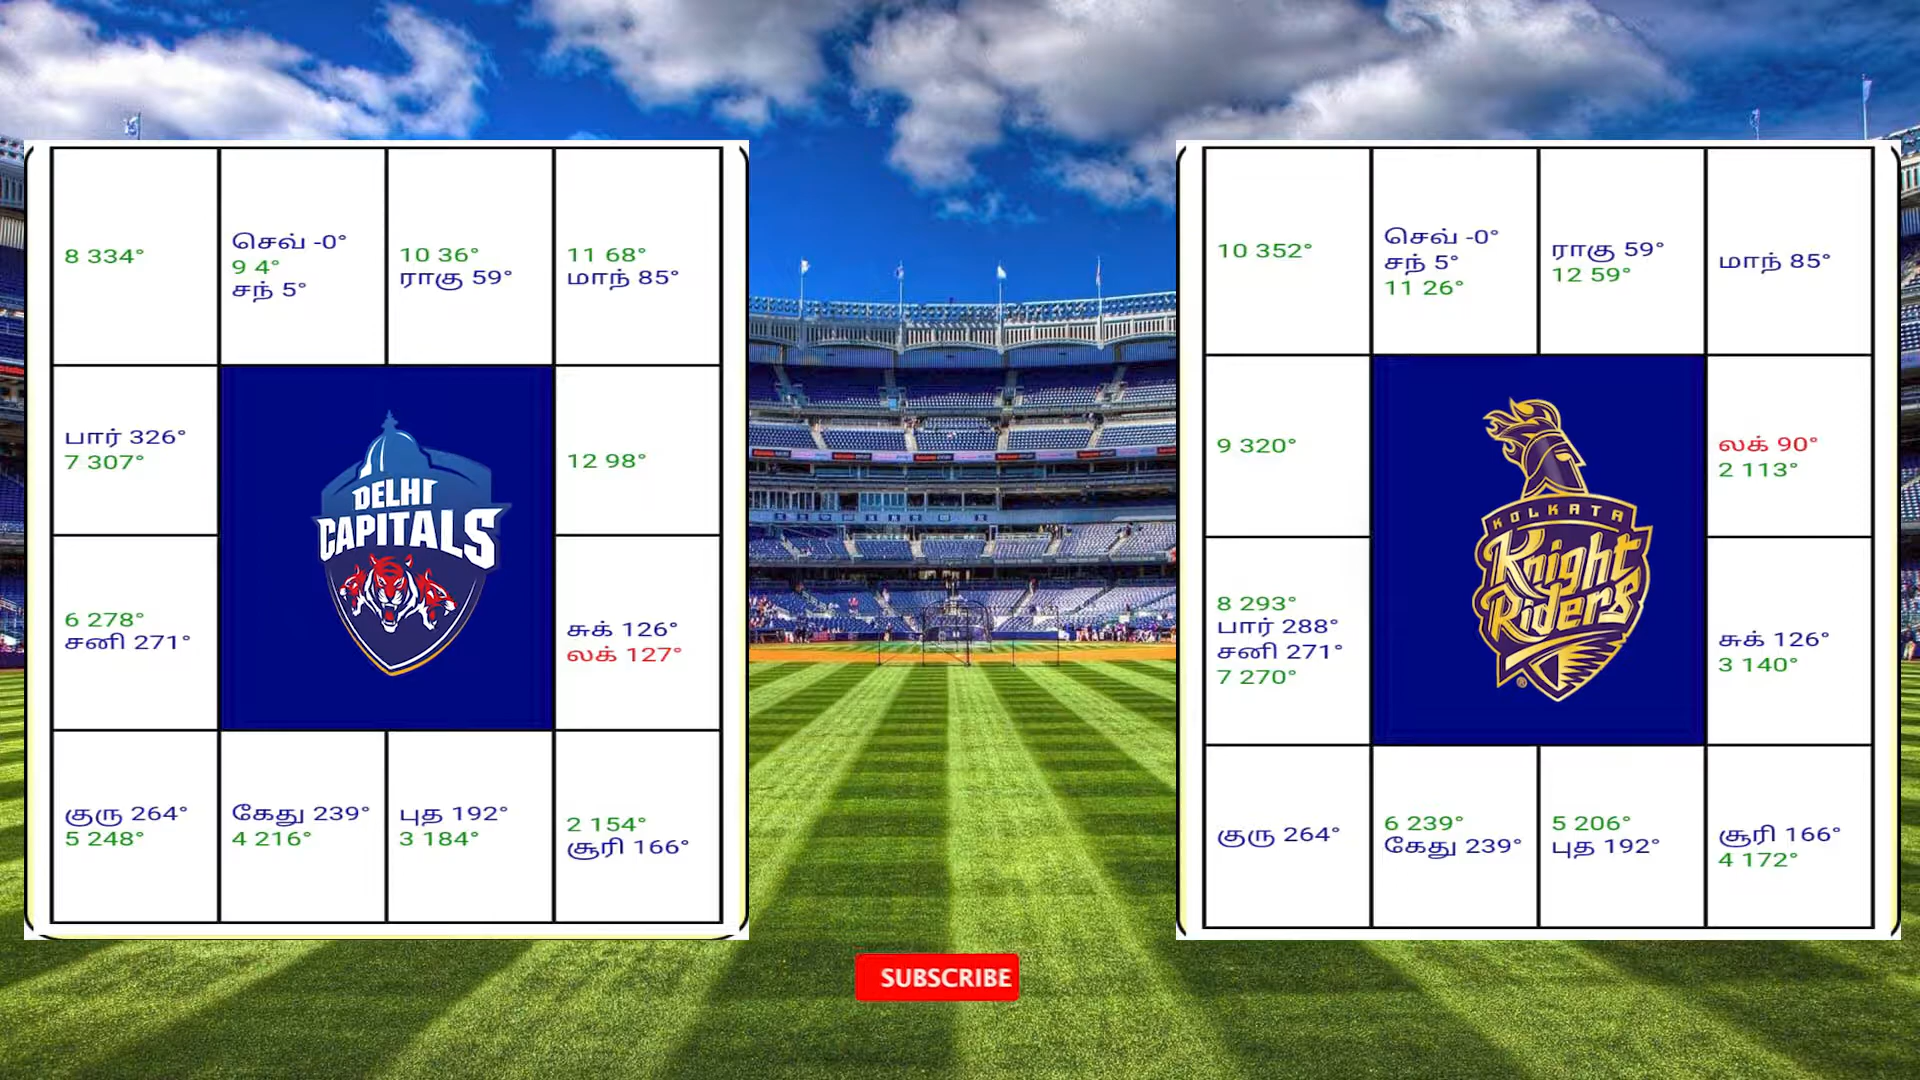 8 334°
செவ் -0°
9 4°
சந் 5°
10 36°
ராகு 59°
11 68°
மாந் 85°
பார் 326°
7 307°
12 98°
6 278°
சனி 271°
சுக் 126°
லக் 127°
குரு 264°
5 248°
கேது 239°
4 216°
புத 192°
3 184°
2 154°
சூரி 166°
DELHI
CAPITALS
10 352°
செவ் -0°
சந் 5°
11 26°
ராகு 59°
12 59°
மாந் 85°
9 320°
லக் 90°
2 113°
8 293°
பார் 288°
சனி 271°
7 270°
சுக் 126°
3 140°
குரு 264°
6 239°
கேது 239°
5 206°
புத 192°
சூரி 166°
4 172°
KOLKATA
Knight
Riders
®
SUBSCRIBE